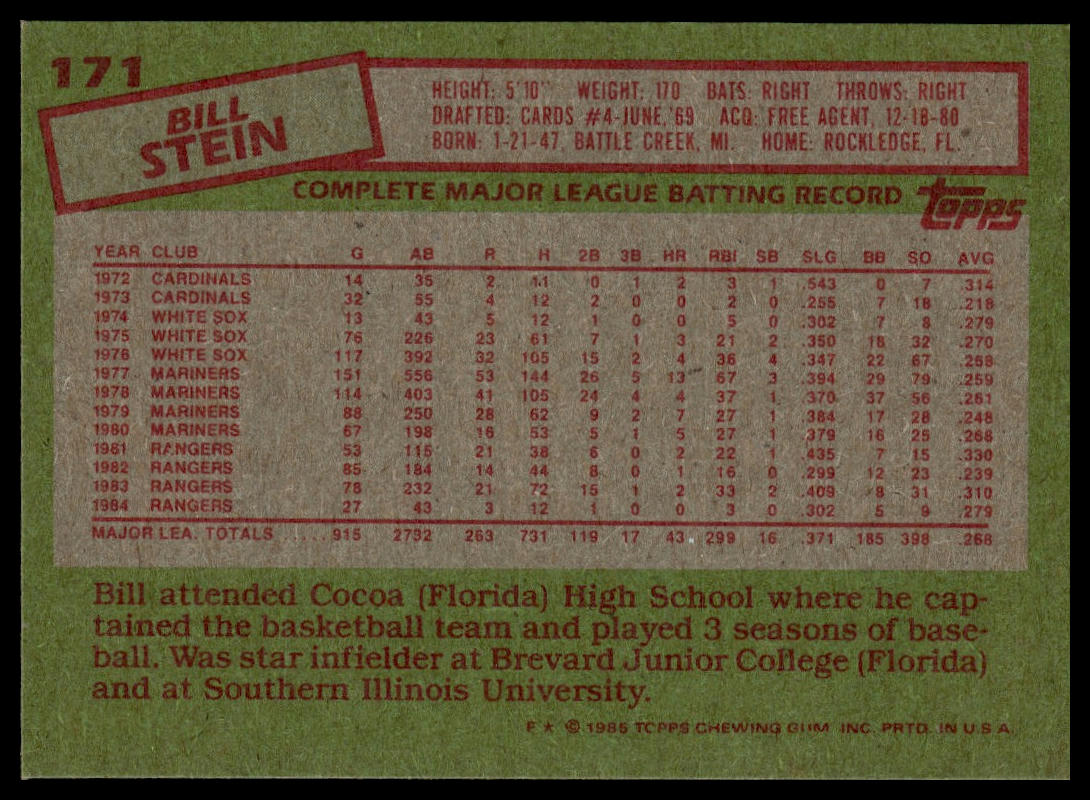 171
BILL
STEIN
HEIGHT: 5'10" WEIGHT: 170 BATS: RIGHT THROWS: RIGHT
DRAFTED: CARDS #4-JUNE,'69 ACQ: FREE AGENT, 12-18-80
BORN: 1-21-47, BATTLE CREEK, MI. HOME: ROCKLEDGE, FL.
COMPLETE MAJOR LEAGUE BATTING RECORD topps
YEAR CLUB G AB R H 2B 3B HR RBI SB SLG BB SO AVG
1972 CARDINALS 14 35 2 11 0 1 2 3 1 .543 0 7 .314
1973 CARDINALS 32 55 4 12 2 0 0 2 0 .255 7 18 .218
1974 WHITE SOX 13 43 5 12 1 0 0 5 0 .302 7 8 .279
1975 WHITE SOX 76 226 23 61 7 1 3 21 2 .350 18 32 .270
1976 WHITE SOX 117 392 32 105 15 2 4 36 4 .347 22 67 .268
1977 MARINERS 151 556 53 144 26 5 13 67 3 .394 29 79 .259
1978 MARINERS 114 403 41 105 24 4 4 37 1 .370 37 56 .261
1979 MARINERS 88 250 28 62 9 2 7 27 1 .384 17 28 .248
1980 MARINERS 67 198 16 53 5 1 5 27 1 .379 16 25 .268
1981 RANGERS 53 115 21 38 6 0 2 22 1 .435 7 15 .330
1982 RANGERS 85 184 14 44 8 0 1 16 0 .299 12 23 .239
1983 RANGERS 78 232 21 72 15 1 2 33 2 .409 8 31 .310
1984 RANGERS 27 43 3 12 1 0 0 3 0 .302 5 9 .279
MAJOR LEA. TOTALS ..... 915 2732 263 731 119 17 43 299 16 .371 185 398 .268
Bill attended Cocoa (Florida) High School where he cap-
tained the basketball team and played 3 seasons of base-
ball. Was star infielder at Brevard Junior College (Florida)
and at Southern Illinois University.
F ★ © 1985 TOPPS CHEWING GUM, INC. PRTD. IN U.S.A.